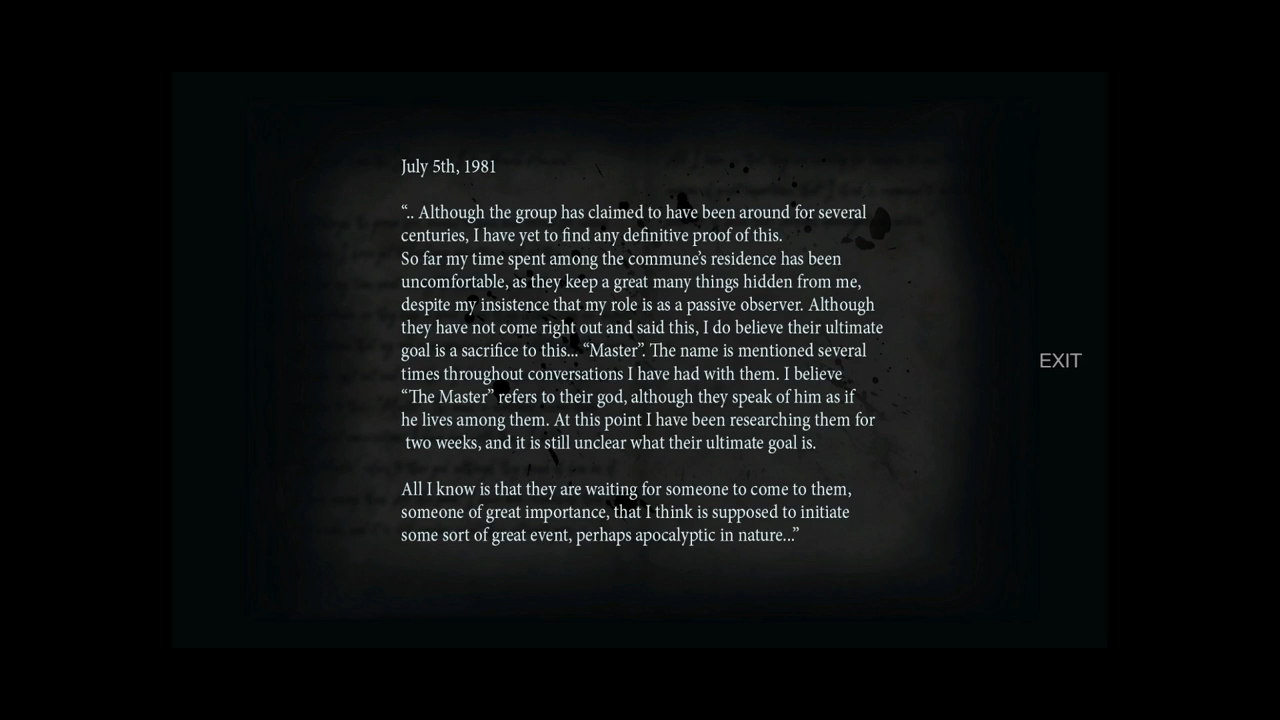 July 5th, 1981
“.. Although the group has claimed to have been around for several
centuries, I have yet to find any definitive proof of this.
So far my time spent among the commune’s residence has been
uncomfortable, as they keep a great many things hidden from me,
despite my insistence that my role is as a passive observer. Although
they have not come right out and said this, I do believe their ultimate
goal is a sacrifice to this... “Master”. The name is mentioned several
times throughout conversations I have had with them. I believe
“The Master” refers to their god, although they speak of him as if
he lives among them. At this point I have been researching them for
two weeks, and it is still unclear what their ultimate goal is.
All I know is that they are waiting for someone to come to them,
someone of great importance, that I think is supposed to initiate
some sort of great event, perhaps apocalyptic in nature...”
EXIT